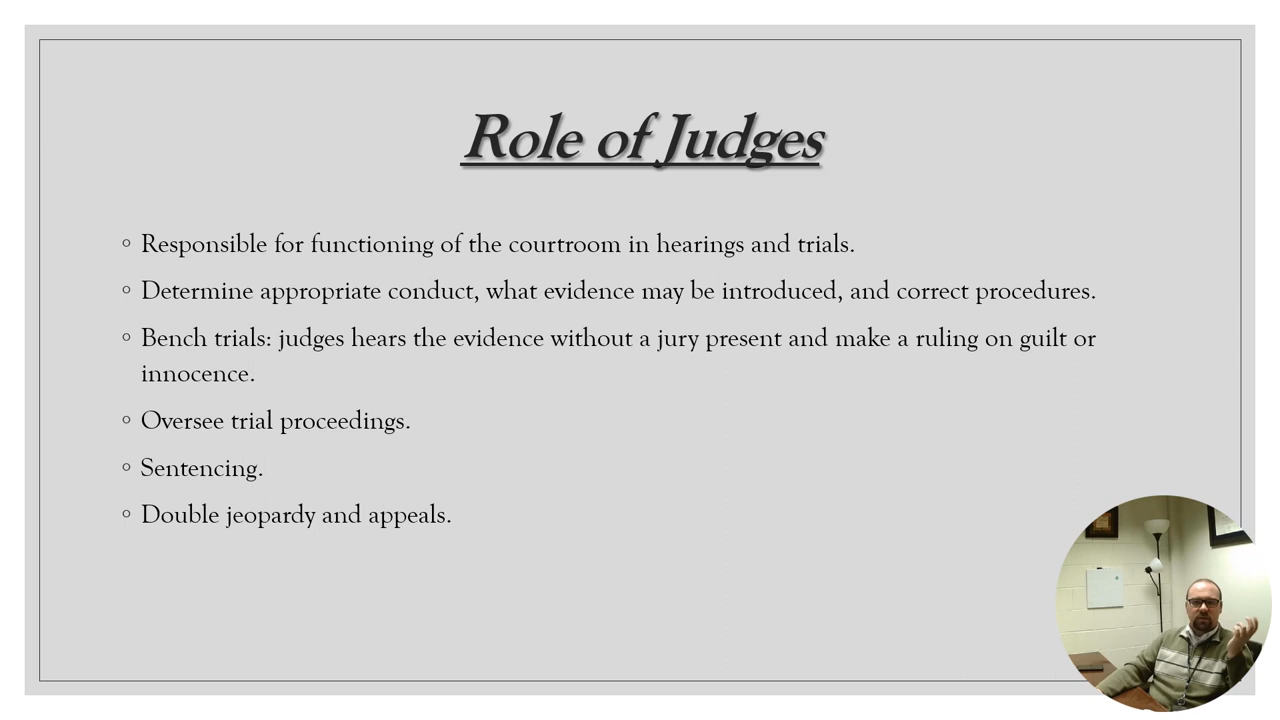 Role of Judges
◦ Responsible for functioning of the courtroom in hearings and trials.
◦ Determine appropriate conduct, what evidence may be introduced, and correct procedures.
◦ Bench trials: judges hears the evidence without a jury present and make a ruling on guilt or
innocence.
◦ Oversee trial proceedings.
◦ Sentencing.
◦ Double jeopardy and appeals.